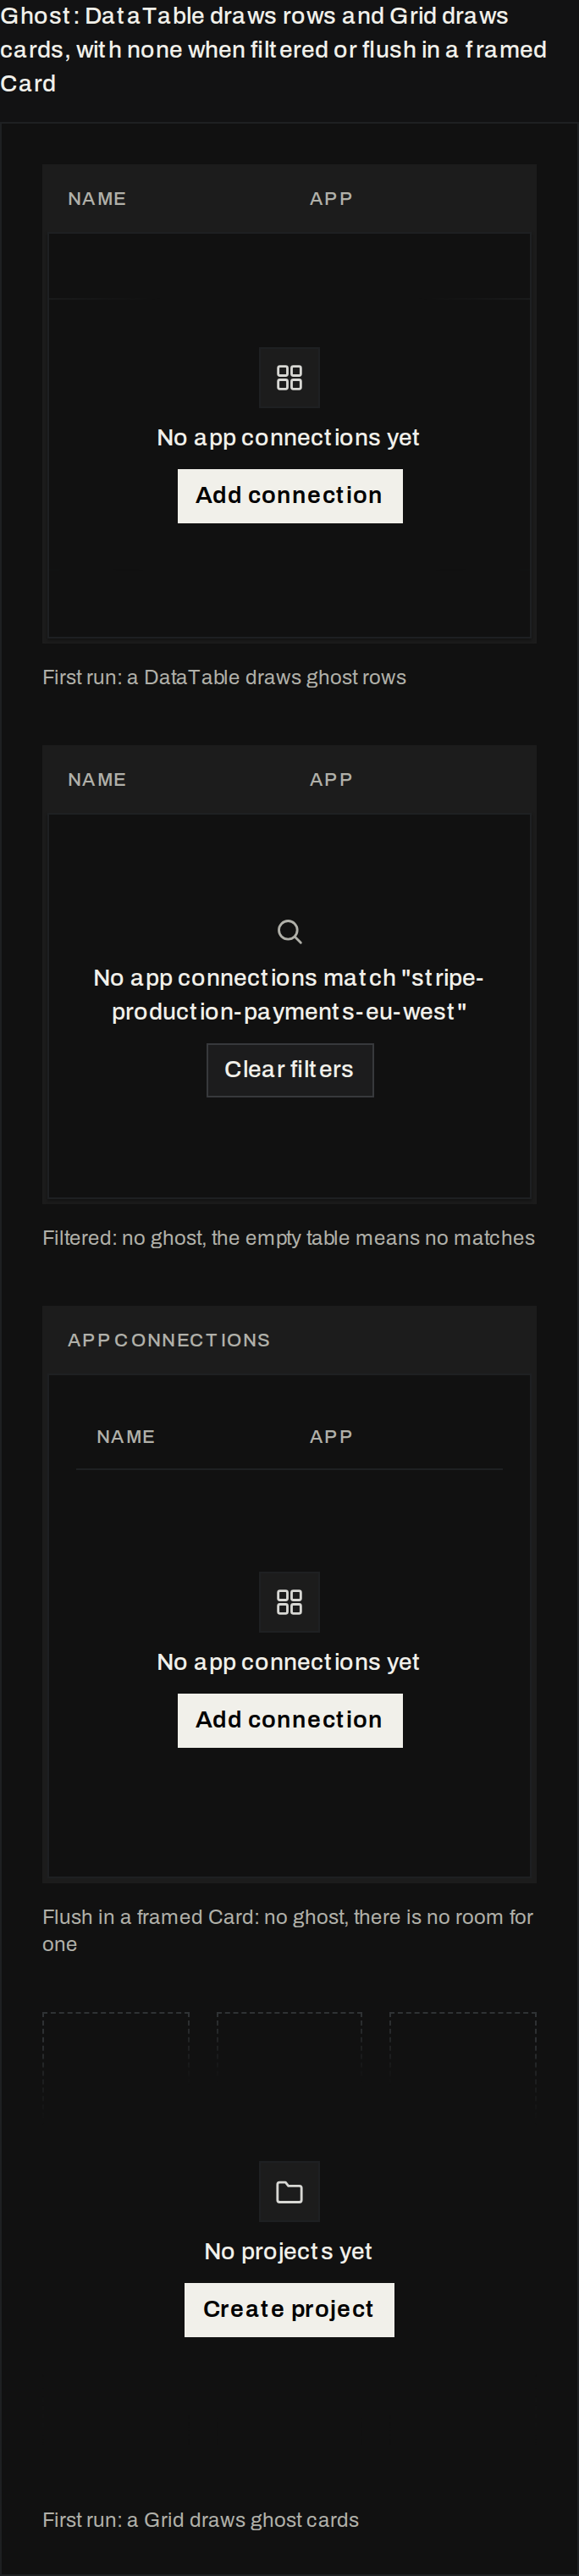 Ghost: DataTable draws rows and Grid draws
cards, with none when filtered or flush in a framed
Card
NAME APP
No app connections yet
Add connection
First run: a DataTable draws ghost rows
NAME APP
No app connections match "stripe-
production-payments-eu-west"
Clear filters
Filtered: no ghost, the empty table means no matches
APP CONNECTIONS
NAME APP
No app connections yet
Add connection
Flush in a framed Card: no ghost, there is no room for
one
No projects yet
Create project
First run: a Grid draws ghost cards